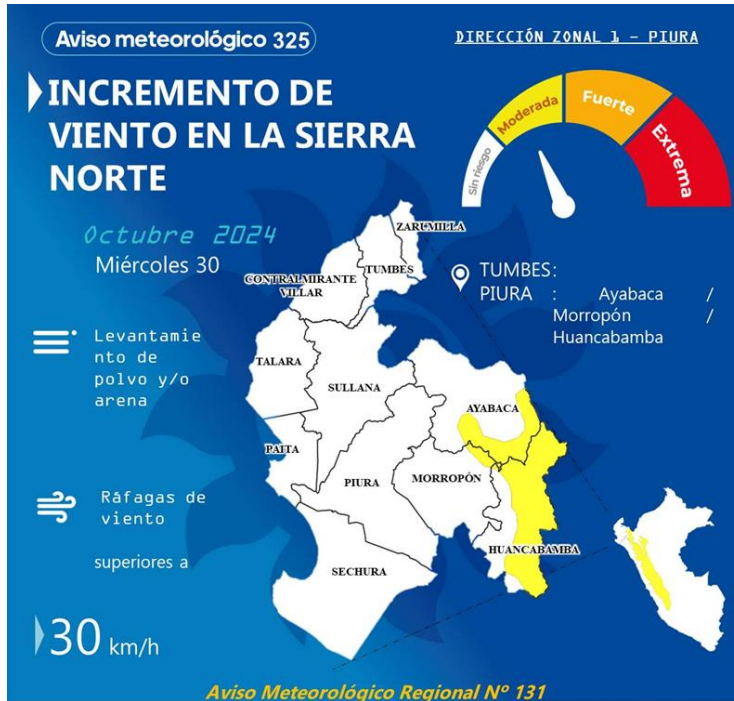 Aviso meteorológico 325
DIRECCIÓN ZONAL 1 – PIURA
INCREMENTO DE
VIENTO EN LA SIERRA
NORTE
Sin riesgo
Moderada
Fuerte
Extrema
Octubre 2024
Miércoles 30
TUMBES:
PIURA : Ayabaca /
Morropón /
Huancabamba
Levantamie
nto de
polvo y/o
arena
Ráfagas de
viento
superiores a
30 km/h
ZARUMILLA
TUMBES
CONTRALMIRANTE
VILLAR
TALARA
SULLANA
AYABACA
PAITA
PIURA
MORROPÓN
HUANCABAMBA
SECHURA
Aviso Meteorológico Regional Nº 131